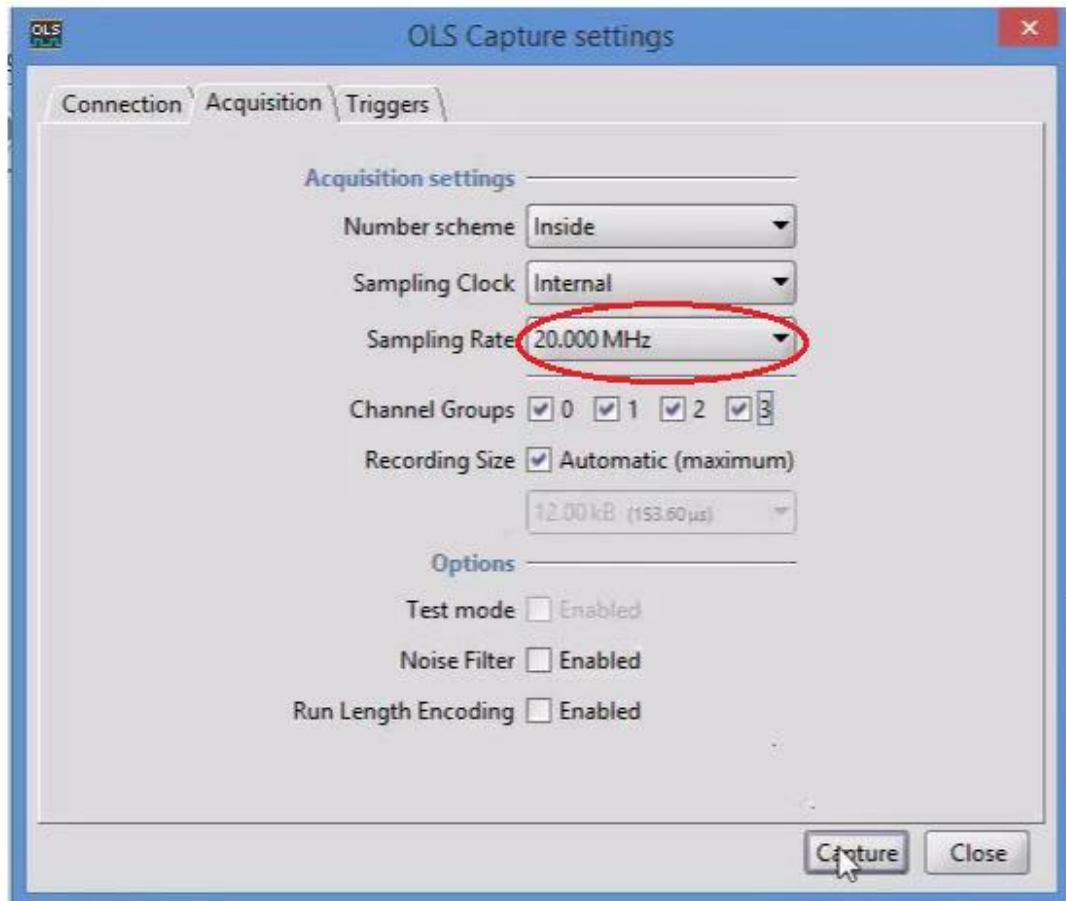 OLS OLS Capture settings x
Connection Acquisition Triggers
Acquisition settings
Number scheme Inside
Sampling Clock Internal
Sampling Rate 20.000 MHz
Channel Groups 0 1 2 3
Recording Size Automatic (maximum)
12.00 kB (153.60 µs)
Options
Test mode Enabled
Noise Filter Enabled
Run Length Encoding Enabled
Capture Close